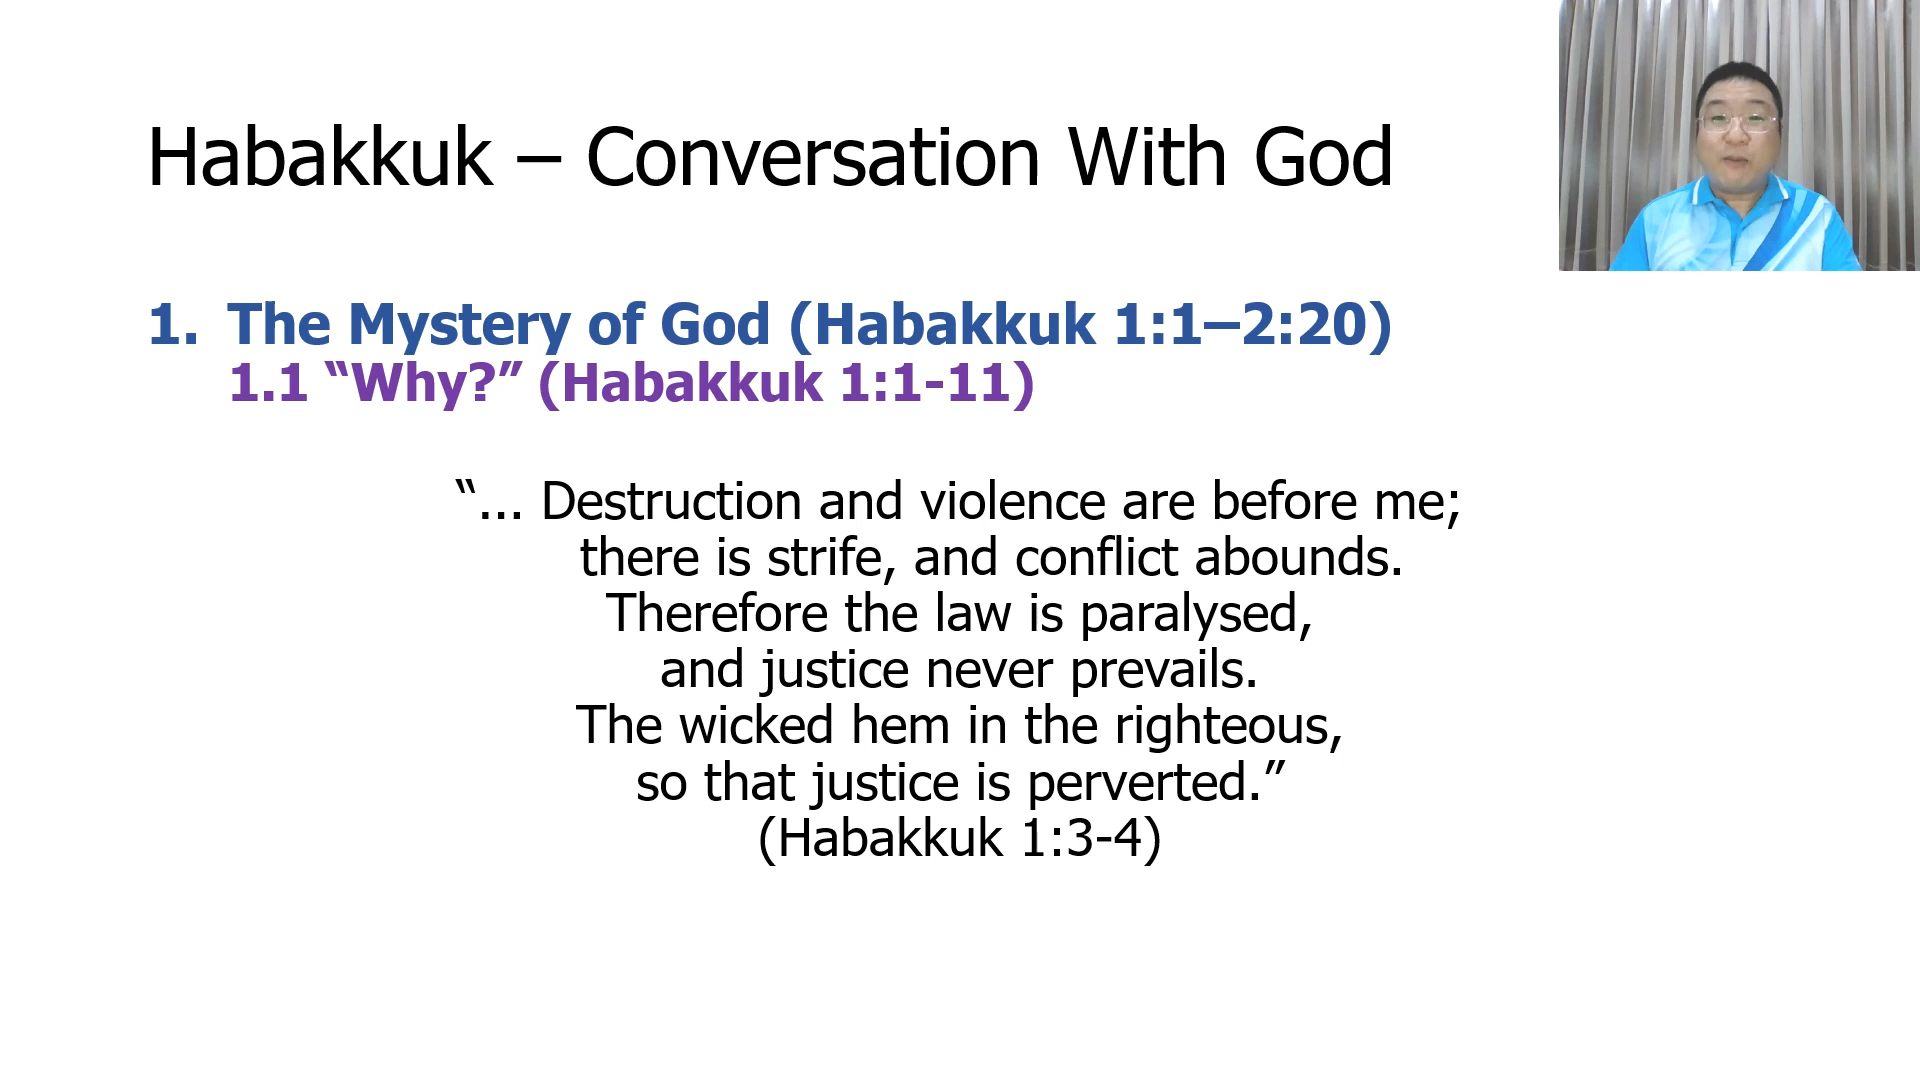 Habakkuk – Conversation With God
1. The Mystery of God (Habakkuk 1:1–2:20)
1.1 “Why?” (Habakkuk 1:1-11)
“... Destruction and violence are before me;
there is strife, and conflict abounds.
Therefore the law is paralysed,
and justice never prevails.
The wicked hem in the righteous,
so that justice is perverted.”
(Habakkuk 1:3-4)